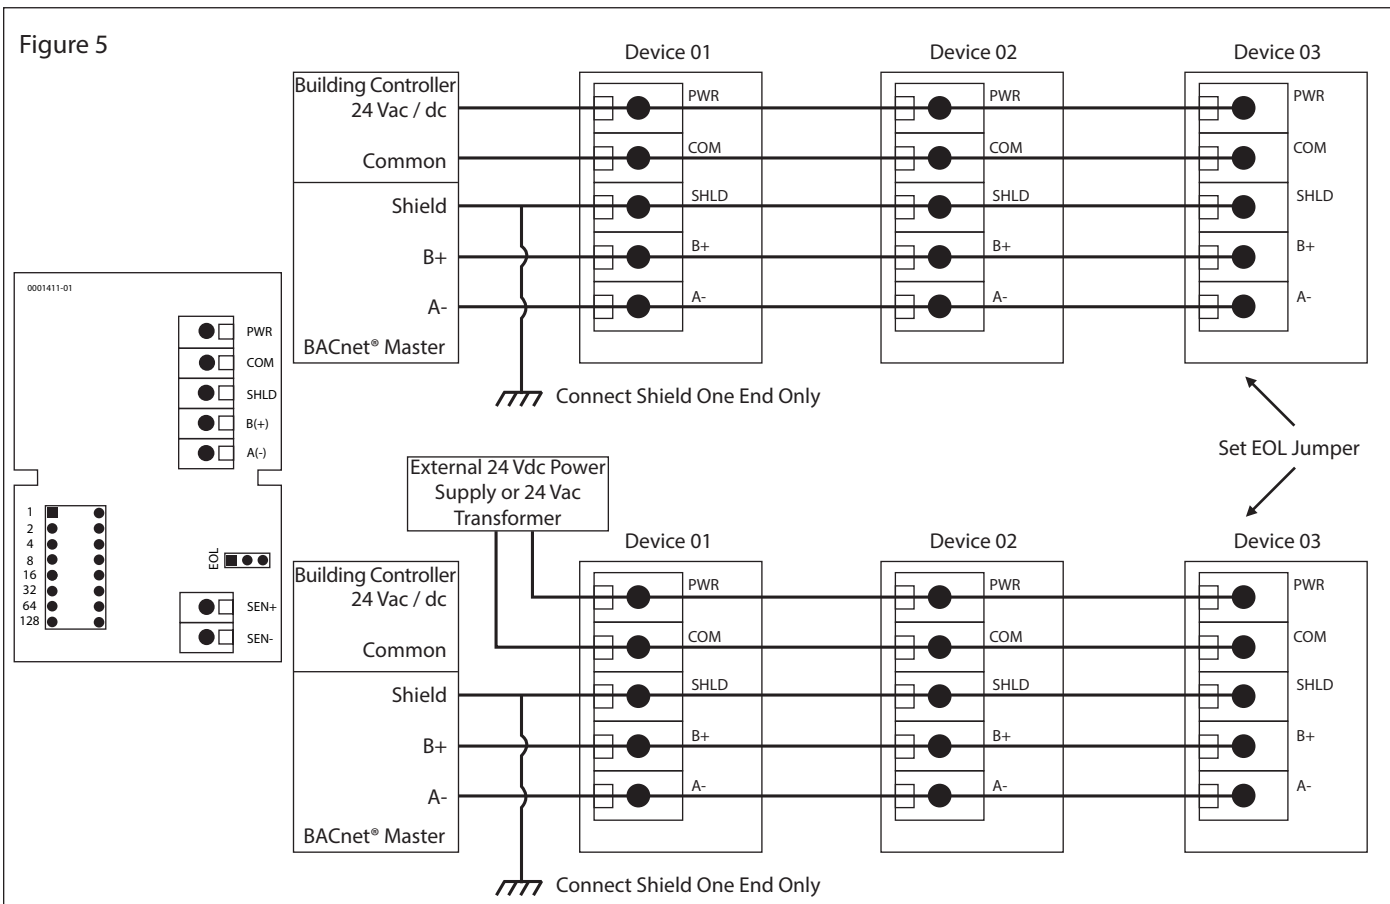 Figure 5
Device 01
Device 02
Device 03
Building Controller
24 Vac / dc
Common
Shield
B+
A-
BACnet® Master
PWR
COM
SHLD
B+
A-
PWR
COM
SHLD
B+
A-
PWR
COM
SHLD
B+
A-
Connect Shield One End Only
Set EOL Jumper
0001411-01
PWR
COM
SHLD
B(+)
A(-)
1
2
4
8
16
32
64
128
EOL
SEN+
SEN-
External 24 Vdc Power
Supply or 24 Vac
Transformer
Device 01
Device 02
Device 03
Building Controller
24 Vac / dc
Common
Shield
B+
A-
BACnet® Master
PWR
COM
SHLD
B+
A-
PWR
COM
SHLD
B+
A-
PWR
COM
SHLD
B+
A-
Connect Shield One End Only